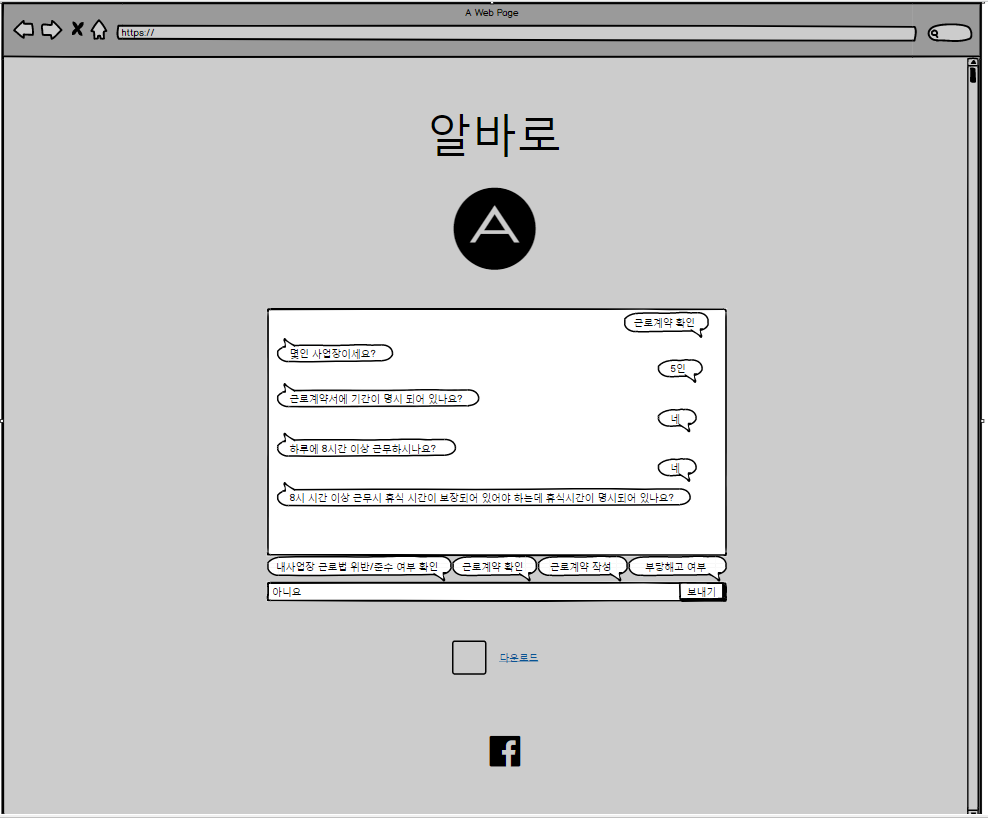 A Web Page
https://
알바로
A
근로계약 확인
몇인 사업장이세요?
5인
근로계약서에 기간이 명시 되어 있나요?
네
하루에 8시간 이상 근무하시나요?
네
8시 시간 이상 근무시 휴식 시간이 보장되어 있어야 하는데 휴식시간이 명시되어 있나요?
내사업장 근로법 위반/준수 여부 확인 근로계약 확인 근로계약 작성 부당해고 여부
아니요 보내기
다운로드
f